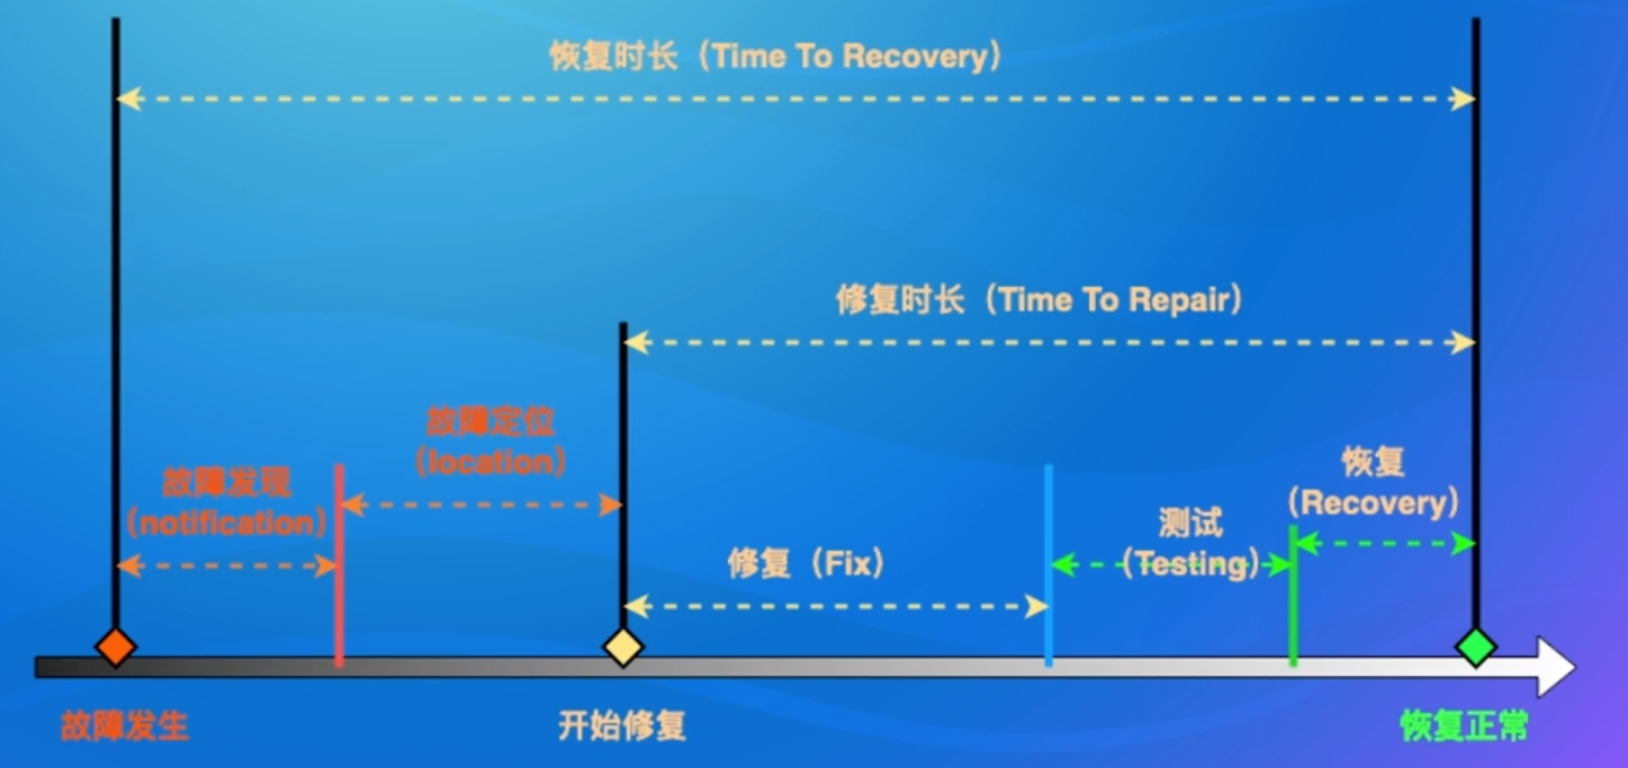 恢复时长（Time To Recovery）
修复时长（Time To Repair）
故障定位
（location）
故障发现
（notification）
恢复
（Recovery）
测试
（Testing）
修复（Fix）
故障发生
开始修复
恢复正常